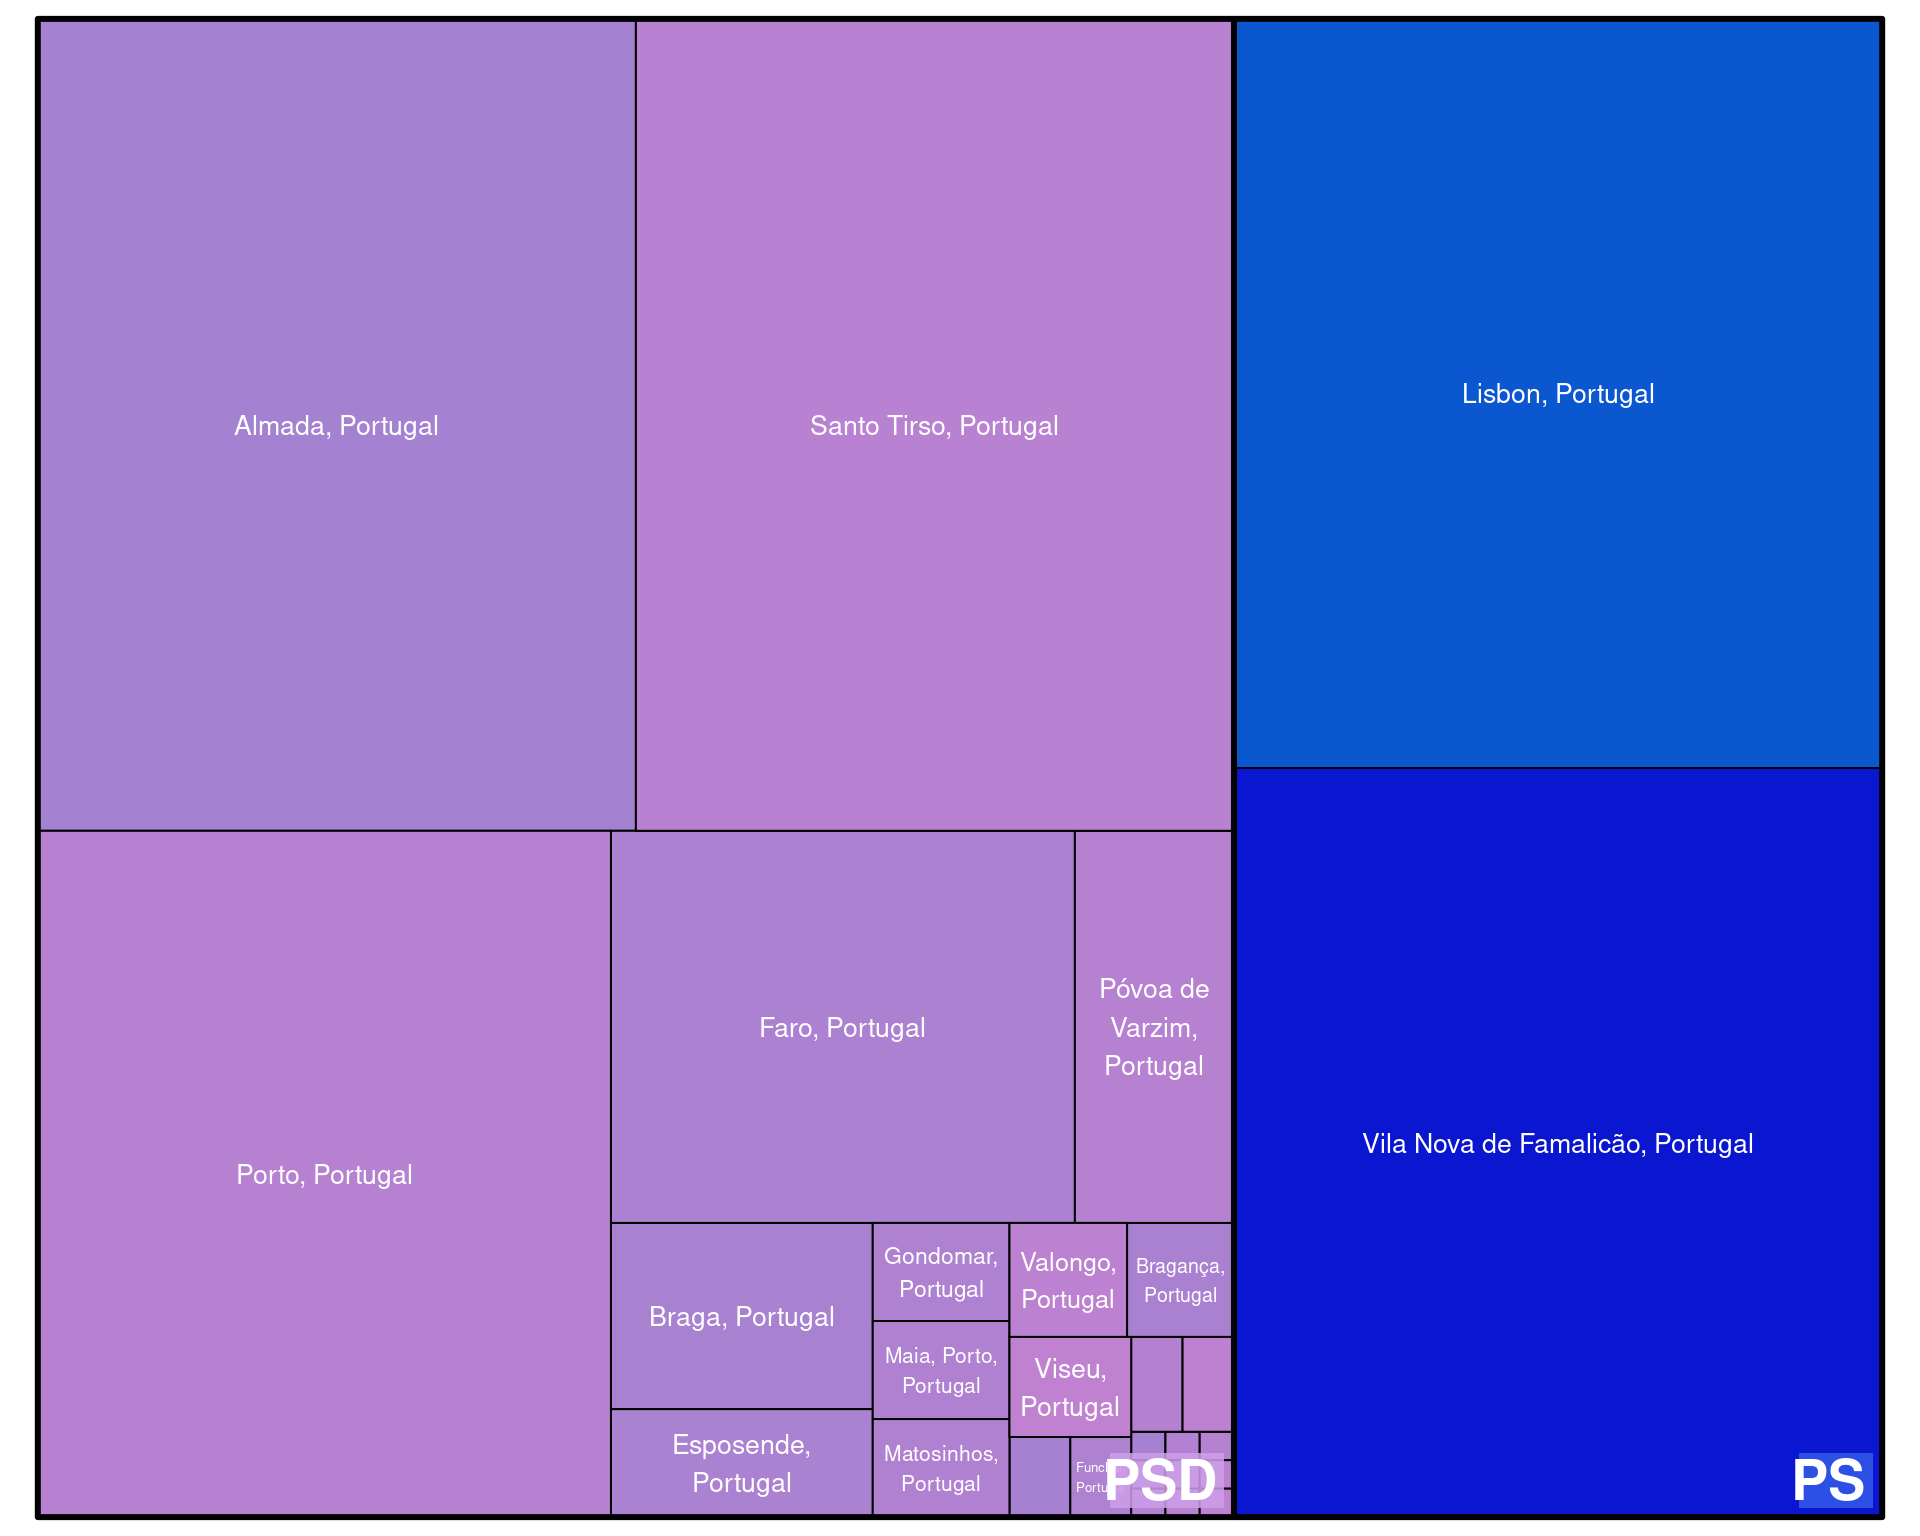 Almada, Portugal
Santo Tirso, Portugal
Lisbon, Portugal
Porto, Portugal
Faro, Portugal
Póvoa de
Varzim,
Portugal
Vila Nova de Famalicão, Portugal
Braga, Portugal
Gondomar,
Portugal
Valongo,
Portugal
Bragança,
Portugal
Maia, Porto,
Portugal
Viseu,
Portugal
Esposende,
Portugal
Matosinhos,
Portugal
PSD
PS